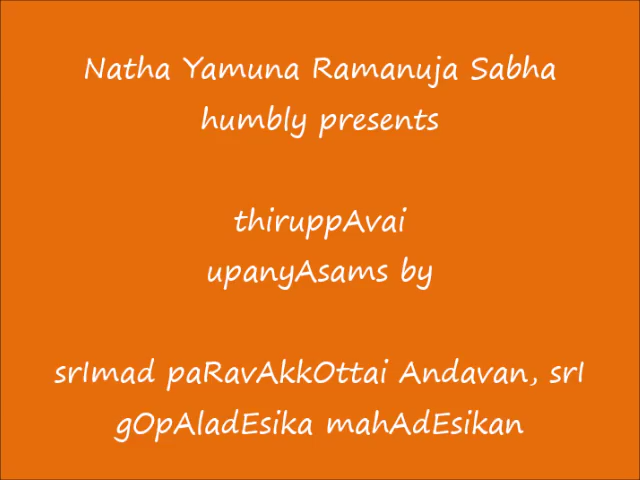 Natha Yamuna Ramanuja Sabha
humbly presents
thiruppAvai
upanyAsams by
srImad paRavAkkOttai Andavan, srI
gOpAladEsika mahAdEsikan